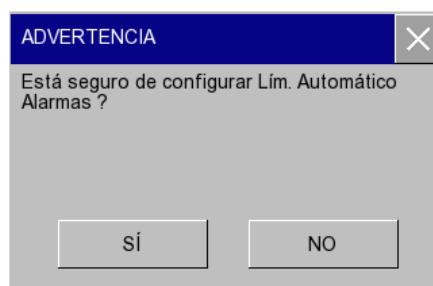 ADVERTENCIA
Está seguro de configurar Lím. Automático
Alarmas ?
SÍ
NO